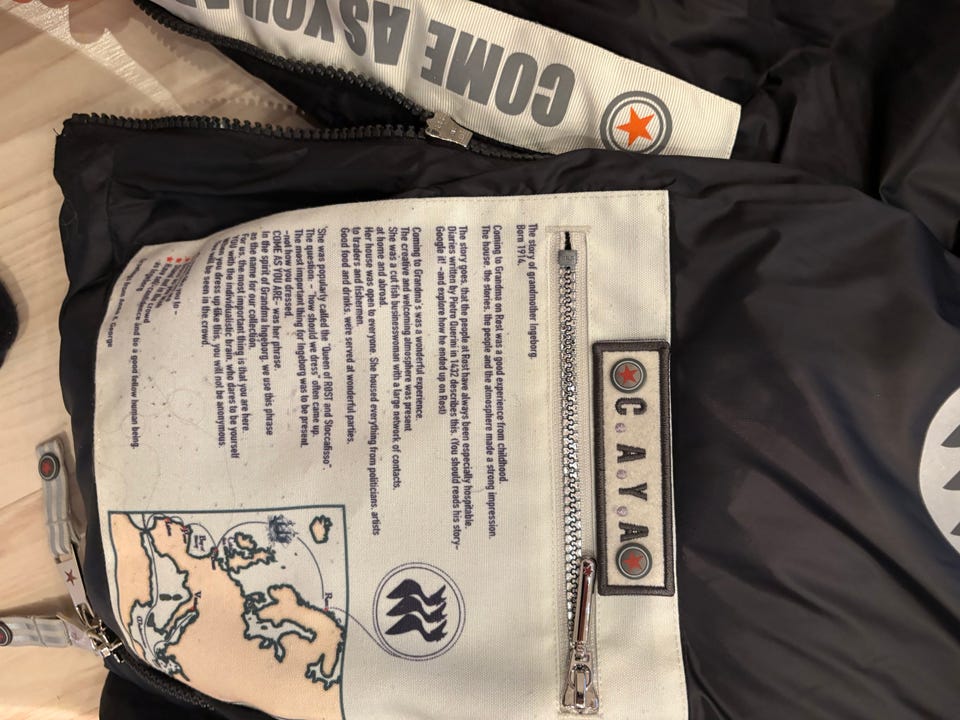 COME AS YOU
C.A.Y.A
The story of grandmother Ingeborg.
Born 1914.
Coming to Grandma on Røst was a good experience from childhood.
The house, the stories, the people and the atmosphere made a strong impression.
The story goes, that the people at Røst have always been especially hospitable.
Diaries written by Pietro Querini in 1432 describes this. (You should reads his story-
Google it! -and explore how he ended up on Røst)
Coming to Grandma's was a wonderful experience.
The creative and welcoming atmosphere was present
She was a cut fish businesswoman with a large network of contacts,
at home and abroad.
Her house was open to everyone. She housed everything from politicians, artists
to traders and fishermen.
Good food and drinks, were served at wonderful parties.
She was popularly called the "Queen of RØST and Stoccafisso"
The question: - "how should we dress" often came up.
The most important thing for Ingeborg was to be present,
-not how you dressed.
COME AS YOU ARE- was her phrase.
In the spirit of Grandma Ingeborg, we use this phrase
as the name for our collection.
For us, the most important thing is that you are here
YOU with the individualistic brain, who dares to be yourself
When you dress up like this, you will not be anonymous.
will be seen in the crowd.
and be a good fellow human being.
George